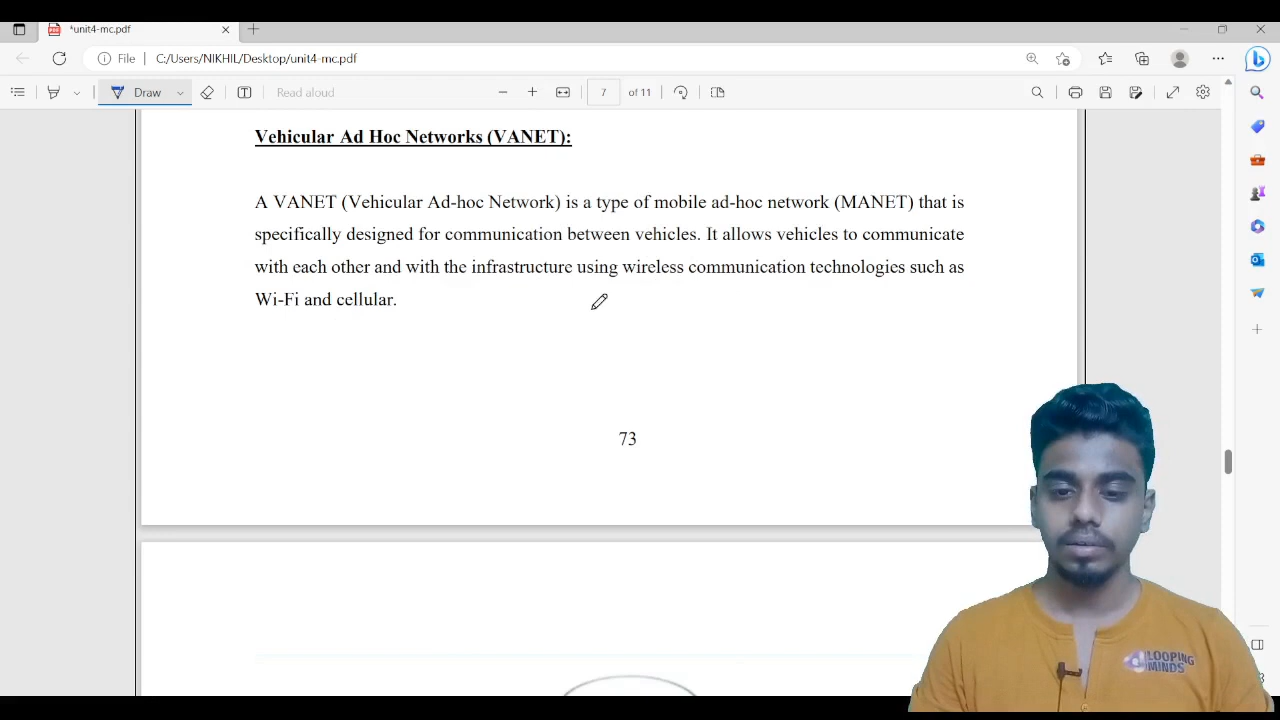 *unit4-mc.pdf
File
C:/Users/NIKHIL/Desktop/unit4-mc.pdf
Draw
Read aloud
7
of 11
Vehicular Ad Hoc Networks (VANET):
A VANET (Vehicular Ad-hoc Network) is a type of mobile ad-hoc network (MANET) that is
specifically designed for communication between vehicles. It allows vehicles to communicate
with each other and with the infrastructure using wireless communication technologies such as
Wi-Fi and cellular.
73
LOOPING
MINDS